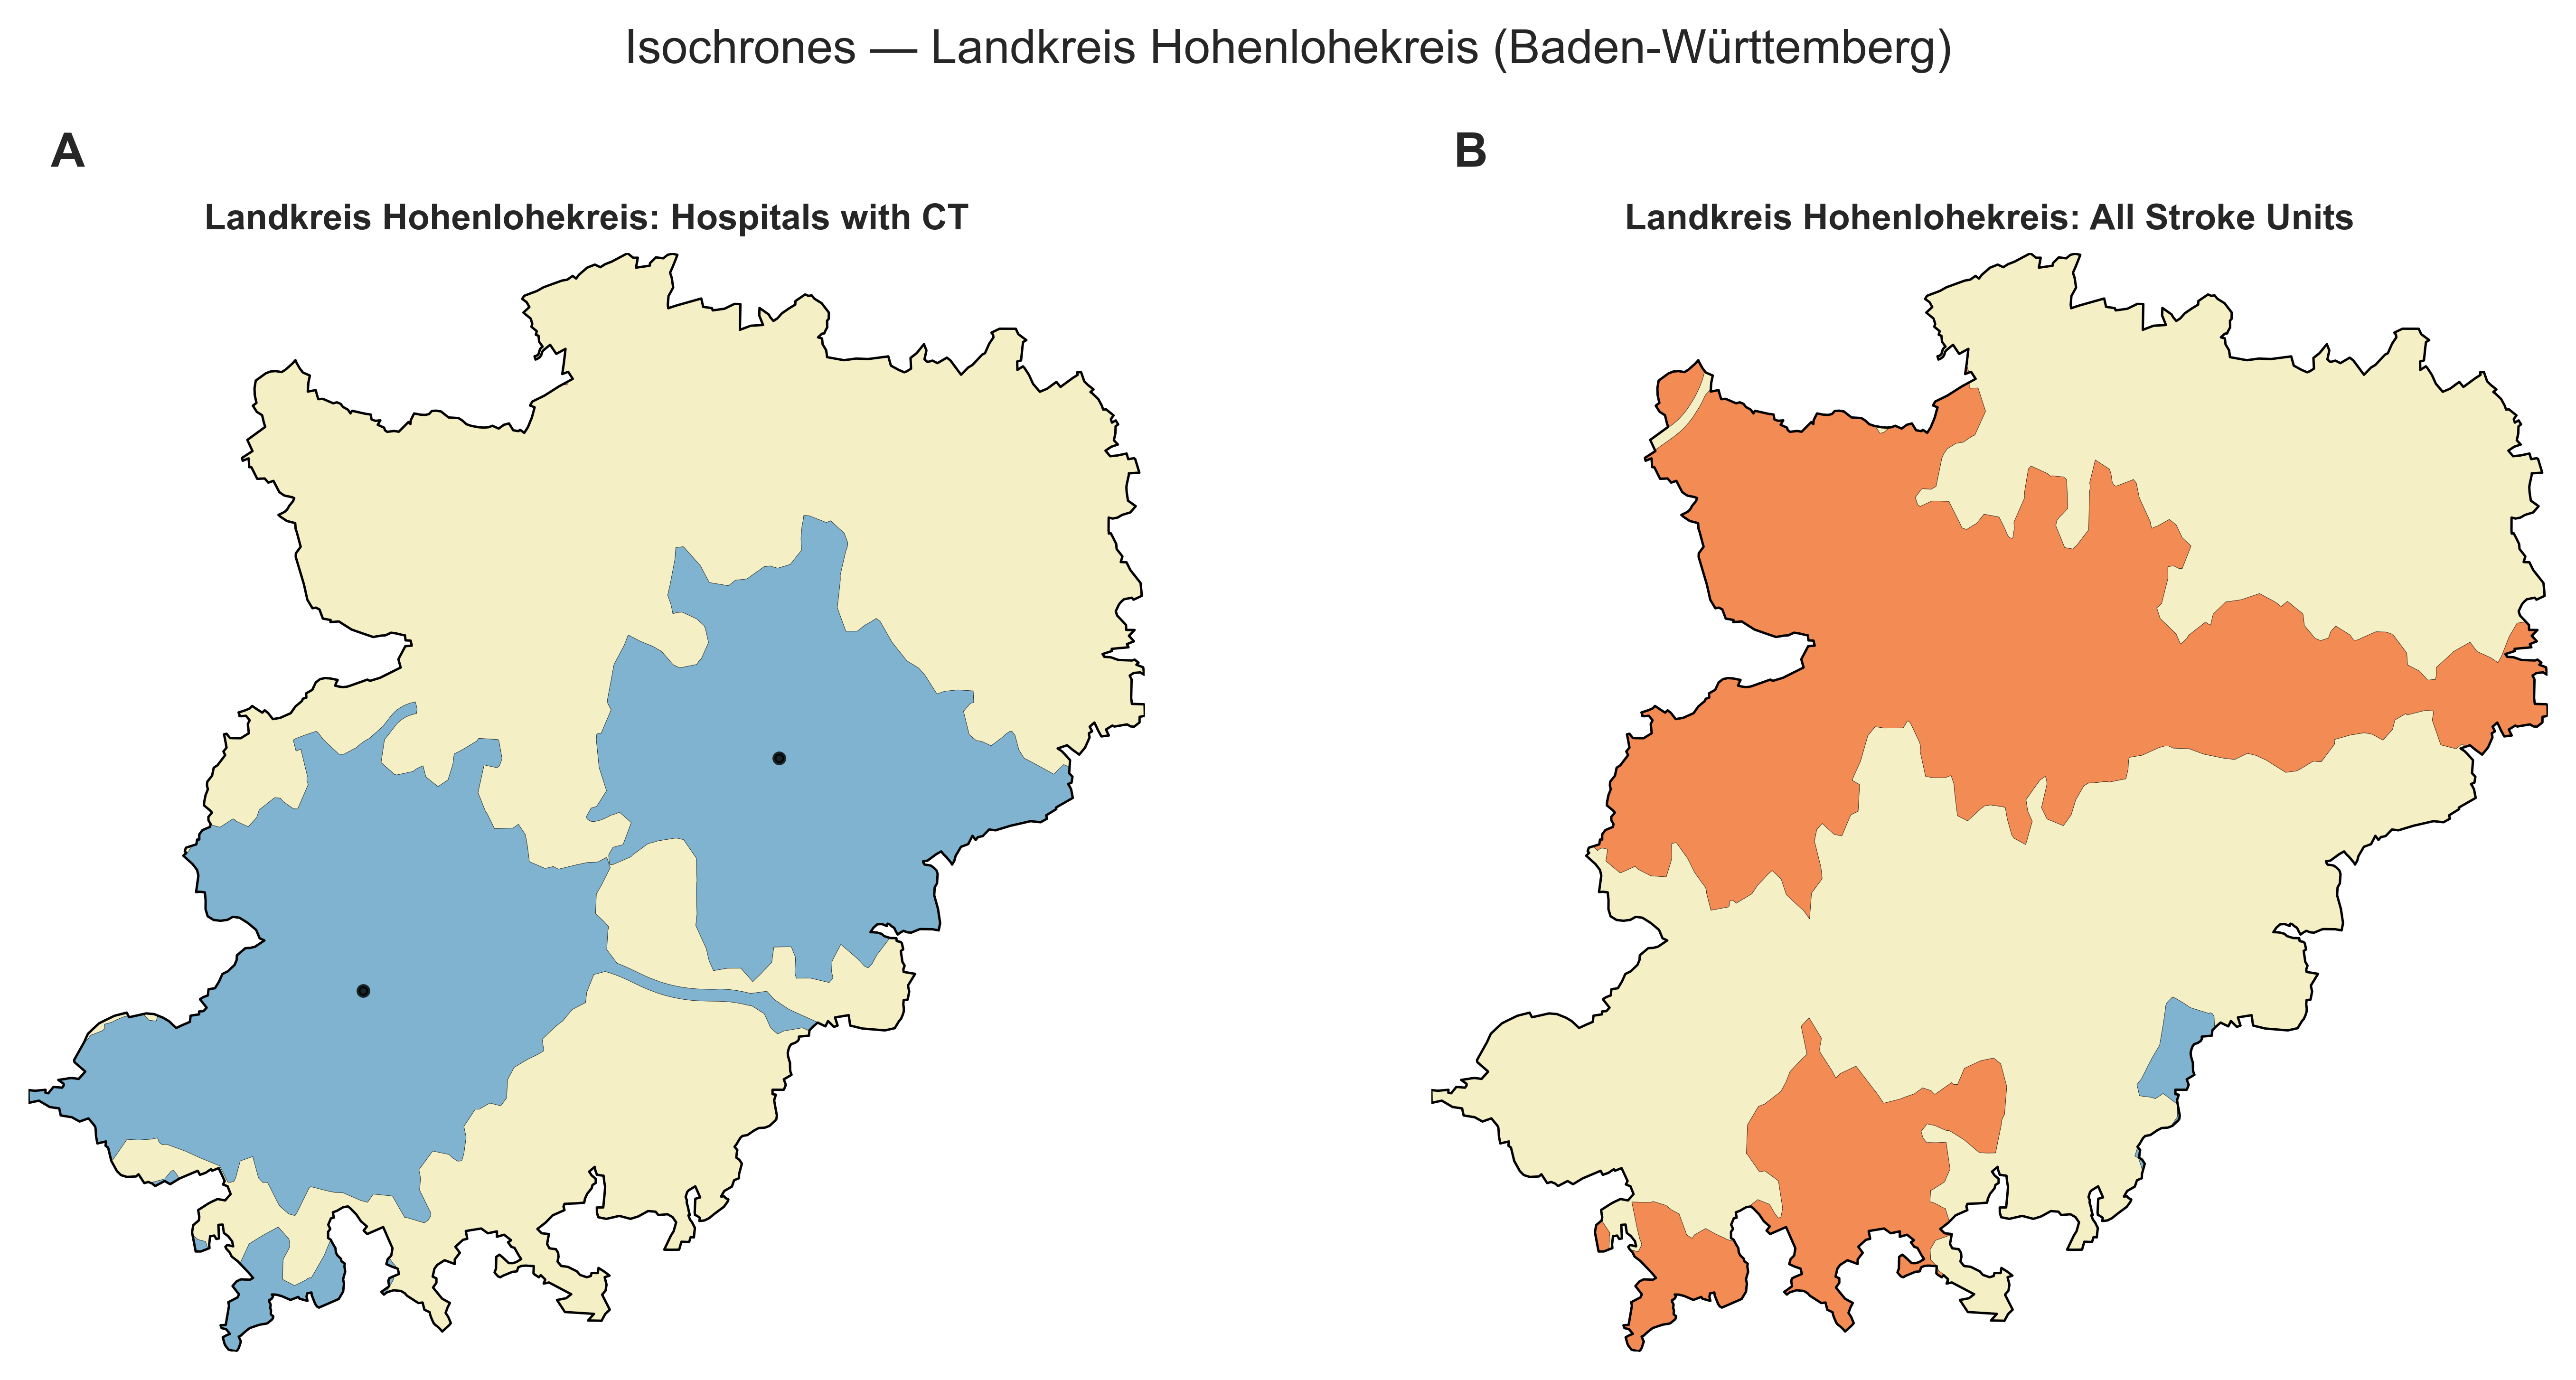 Isochrones — Landkreis Hohenlohekreis (Baden-Württemberg)
A
B
Landkreis Hohenlohekreis: Hospitals with CT
Landkreis Hohenlohekreis: All Stroke Units